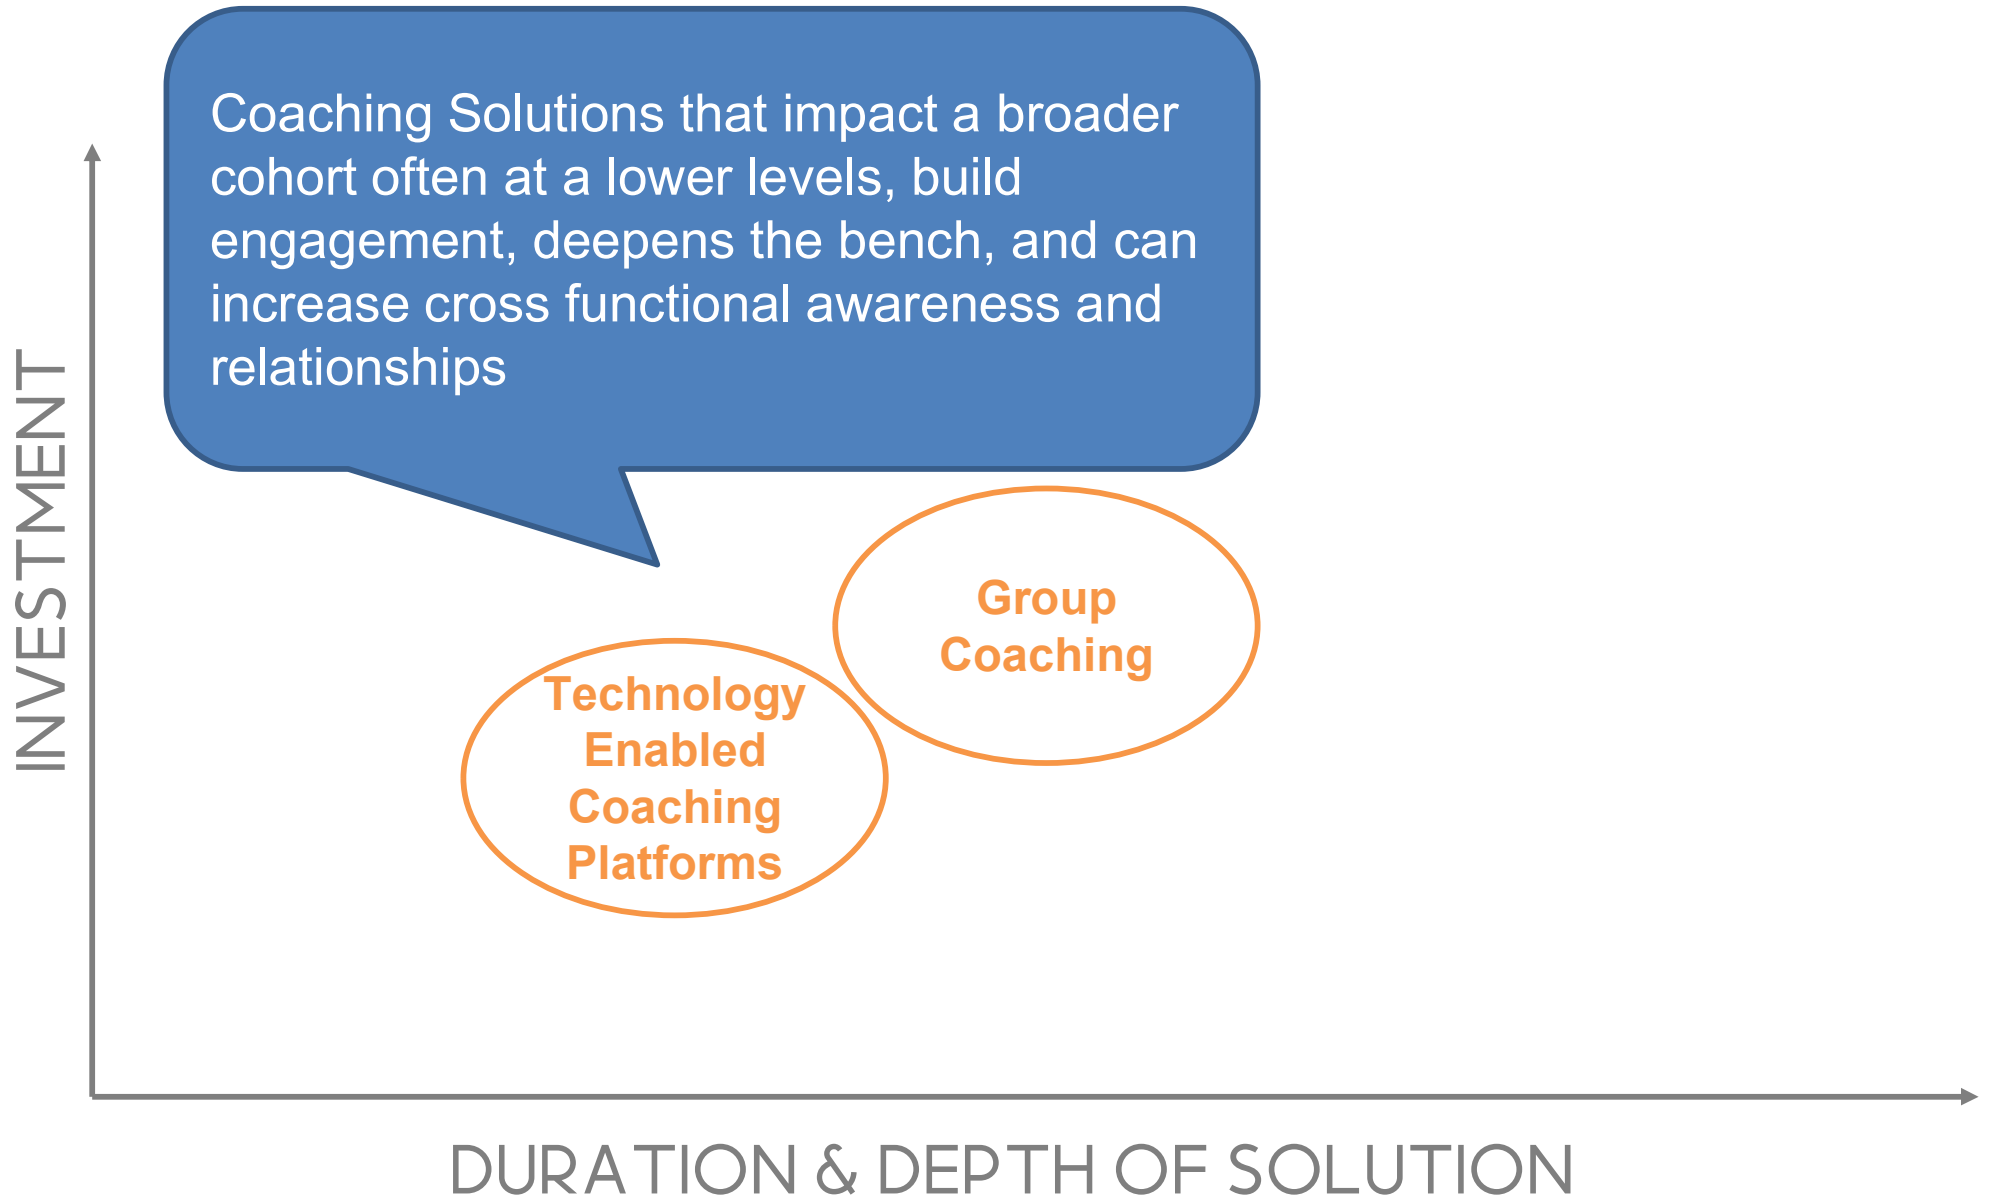 Coaching Solutions that impact a broader
cohort often at a lower levels, build
engagement, deepens the bench, and can
increase cross functional awareness and
relationships
INVESTMENT
Group
Coaching
Technology
Enabled
Coaching
Platforms
DURATION & DEPTH OF SOLUTION